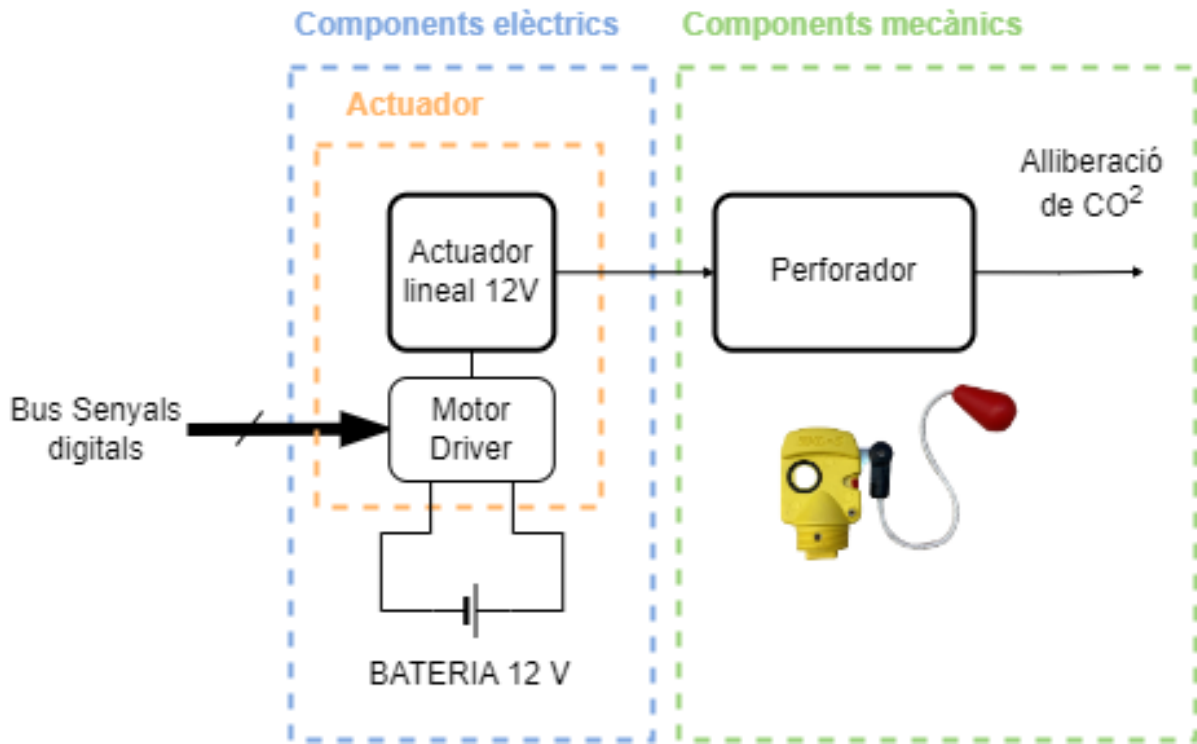 Components elèctrics
Components mecànics
Actuador
Alliberació
de CO²
Actuador
lineal 12V
Perforador
Bus Senyals
digitals
Motor
Driver
BATERIA 12 V